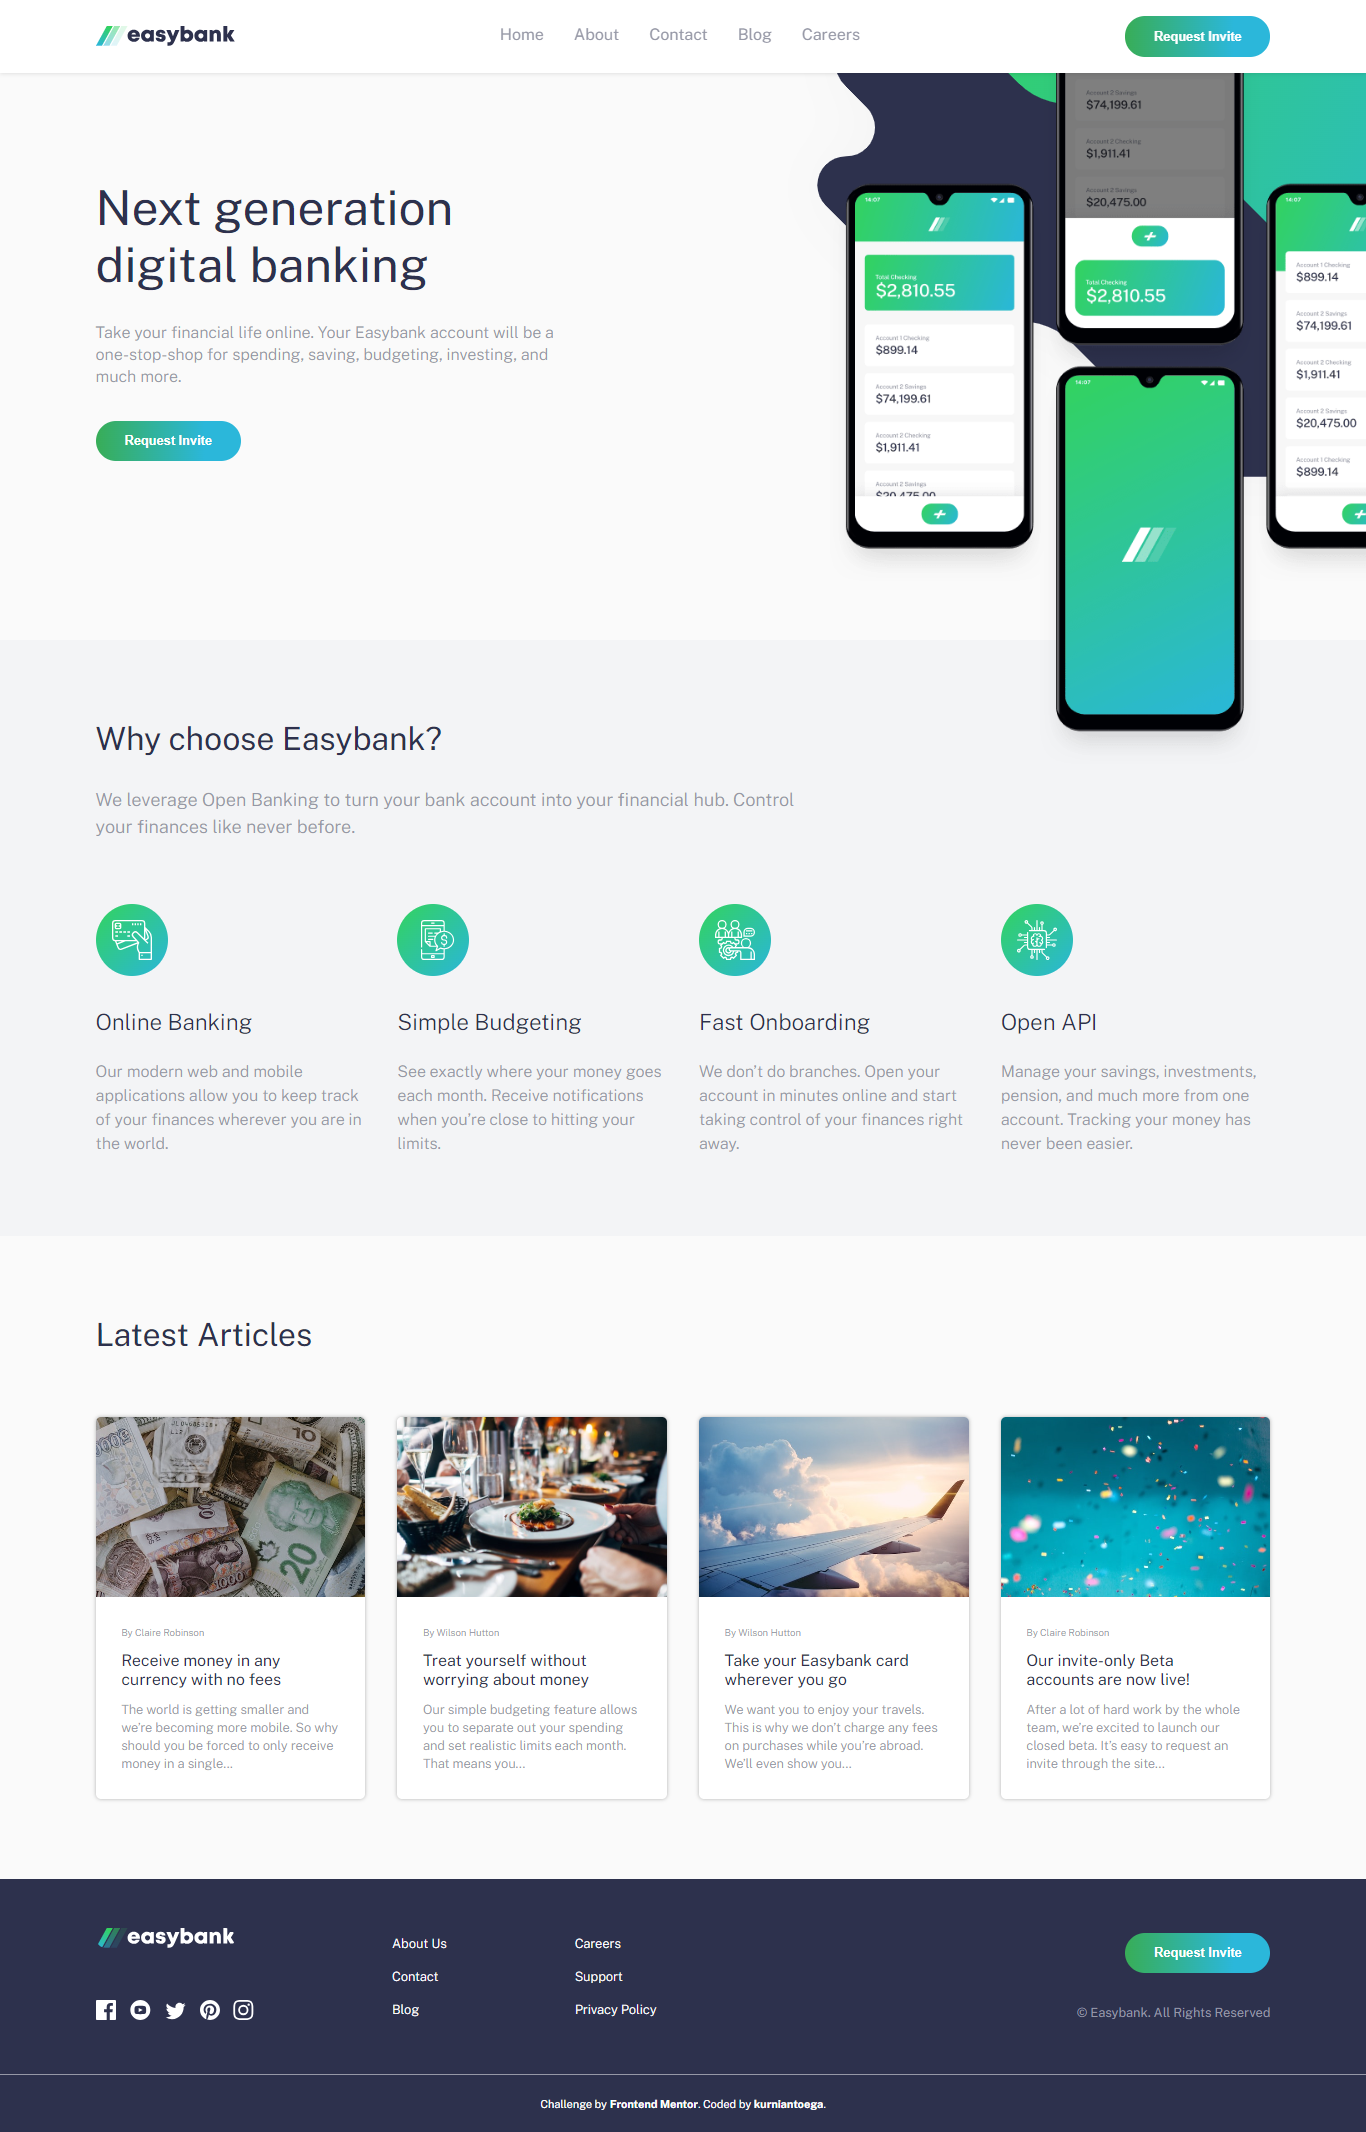 easybank
Home About Contact Blog Careers
Request Invite
Next generation
digital banking
Take your financial life online. Your Easybank account will be a
one-stop-shop for spending, saving, budgeting, investing, and
much more.
Request Invite
Account 2 Savings
$74,199.61
Account 2 Checking
$1,911.41
Account 2 Savings
$20,475.00
Total Checking
$2,810.55
14:07
Total Checking
$2,810.55
Account 1 Checking
$899.14
Account 2 Savings
$74,199.61
Account 2 Checking
$1,911.41
Account 2 Savings
$20,475.00
14:07
14:07
Account 1 Checking
$899.14
Account 2 Savings
$74,199.61
Account 2 Checking
$1,911.41
Account 2 Savings
$20,475.00
Account 1 Checking
$899.14
Why choose Easybank?
We leverage Open Banking to turn your bank account into your financial hub. Control
your finances like never before.
Online Banking
Our modern web and mobile
applications allow you to keep track
of your finances wherever you are in
the world.
Simple Budgeting
See exactly where your money goes
each month. Receive notifications
when you're close to hitting your
limits.
Fast Onboarding
We don't do branches. Open your
account in minutes online and start
taking control of your finances right
away.
Open API
Manage your savings, investments,
pension, and much more from one
account. Tracking your money has
never been easier.
Latest Articles
10
20
1000
By Claire Robinson
Receive money in any
currency with no fees
The world is getting smaller and
we're becoming more mobile. So why
should you be forced to only receive
money in a single...
By Wilson Hutton
Treat yourself without
worrying about money
Our simple budgeting feature allows
you to separate out your spending
and set realistic limits each month.
That means you...
By Wilson Hutton
Take your Easybank card
wherever you go
We want you to enjoy your travels.
This is why we don't charge any fees
on purchases while you're abroad.
We'll even show you...
By Claire Robinson
Our invite-only Beta
accounts are now live!
After a lot of hard work by the whole
team, we're excited to launch our
closed beta. It's easy to request an
invite through the site...
easybank
About Us
Contact
Blog
Careers
Support
Privacy Policy
Request Invite
© Easybank. All Rights Reserved
Challenge by Frontend Mentor. Coded by kurniantoega.